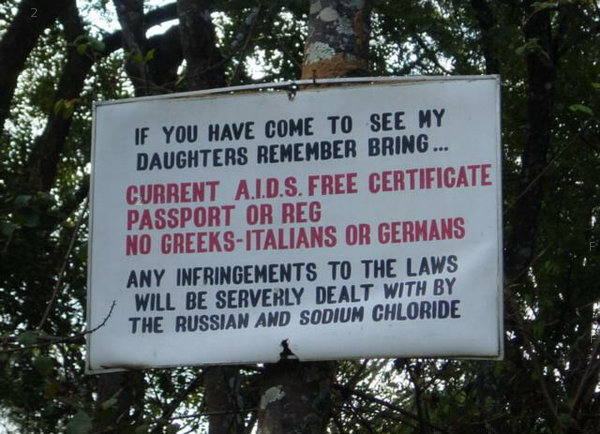 IF YOU HAVE COME TO SEE MY
DAUGHTERS REMEMBER BRING...
CURRENT A.I.D.S. FREE CERTIFICATE
PASSPORT OR REG
NO GREEKS-ITALIANS OR GERMANS
ANY INFRINGEMENTS TO THE LAWS
WILL BE SERVERLY DEALT WITH BY
THE RUSSIAN AND SODIUM CHLORIDE